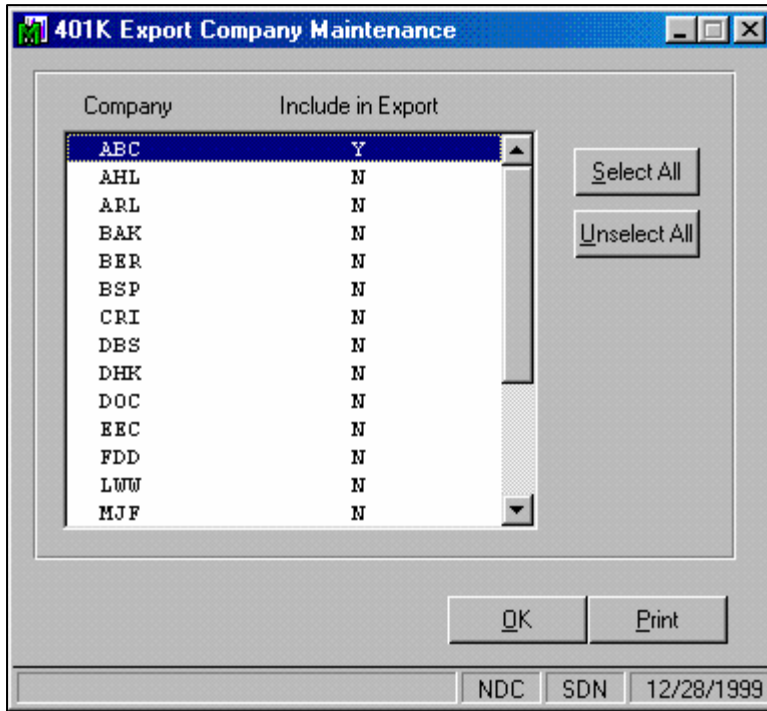 401K Export Company Maintenance
Company Include in Export
ABC Y
AHL N
ARL N
BAK N
BER N
BSP N
CRI N
DBS N
DHK N
DOC N
EEC N
FDD N
LWW N
MJF N
Select All
Unselect All
OK Print
NDC SDN 12/28/1999